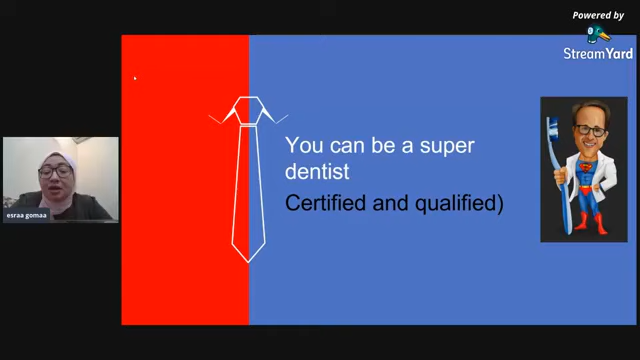 Powered by
StreamYard
You can be a super
dentist
Certified and qualified)
esraa gomaa